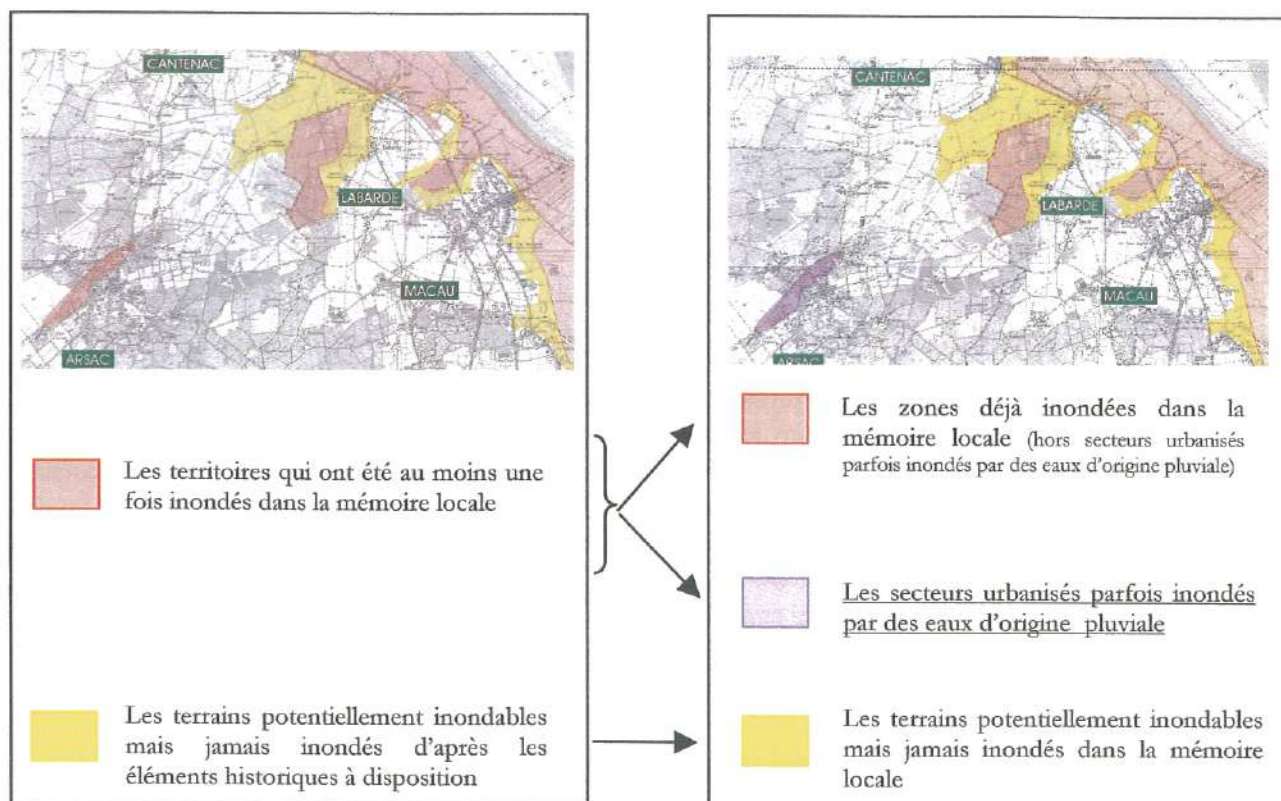 CANTENAC
LABARDE
MACAU
ARSAC
Les territoires qui ont été au moins une
fois inondés dans la mémoire locale
Les terrains potentiellement inondables
mais jamais inondés d'après les
éléments historiques à disposition
CANTENAC
LABARDE
MACAU
ARSAC
Les zones déjà inondées dans la
mémoire locale (hors secteurs urbanisés
parfois inondés par des eaux d'origine pluviale)
Les secteurs urbanisés parfois inondés
par des eaux d'origine pluviale
Les terrains potentiellement inondables
mais jamais inondés dans la mémoire
locale